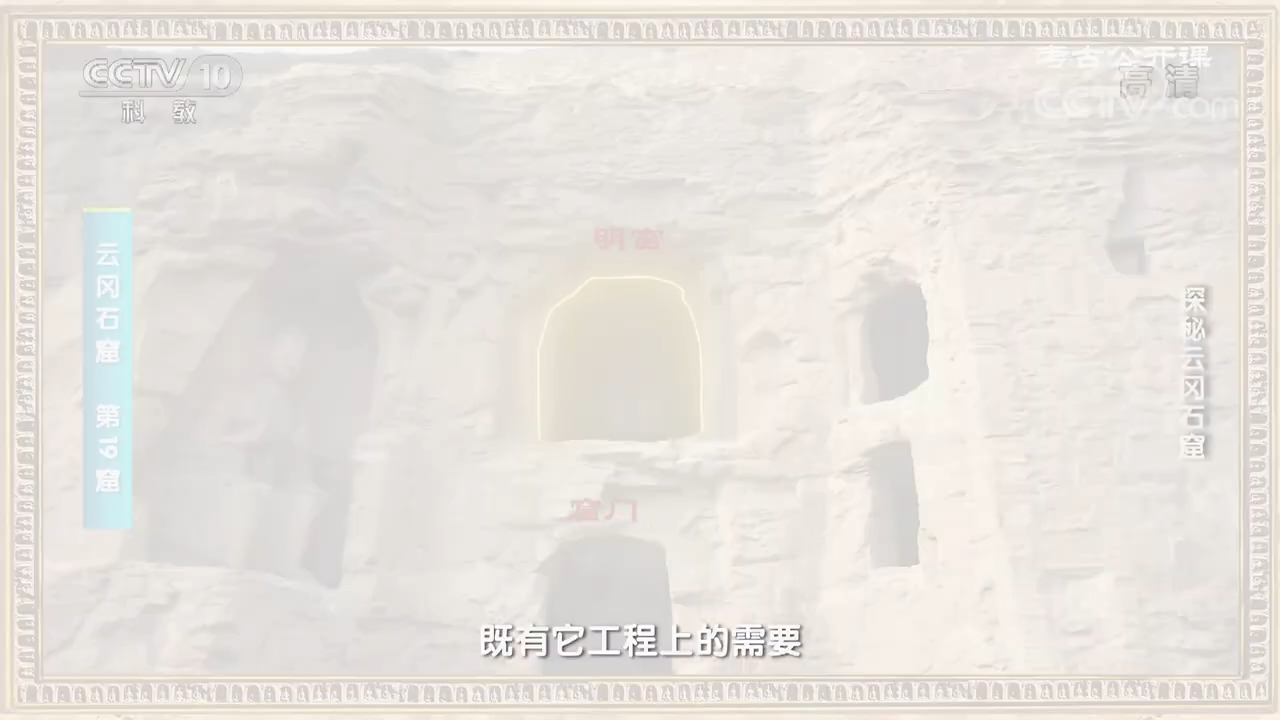 CCTV 10
科 教
考古公开课
高清
CCTV.com
明窗
云冈石窟 第19窟
探秘云冈石窟
窟门
既有它工程上的需要